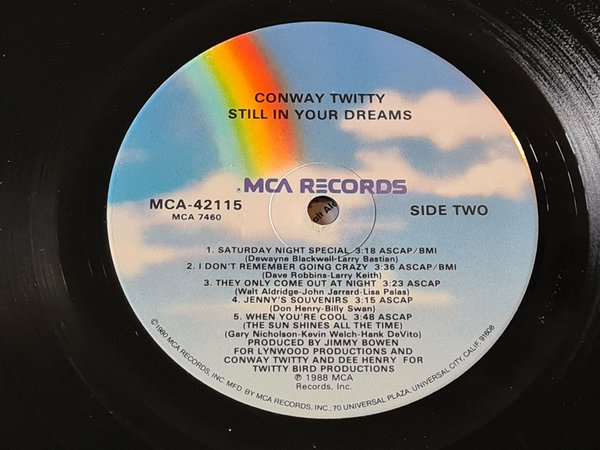 CONWAY TWITTY
STILL IN YOUR DREAMS
MCA RECORDS
MCA-42115
MCA 7460
SIDE TWO
1. SATURDAY NIGHT SPECIAL 3:18 ASCAP/BMI
(Dewayne Blackwell-Larry Bastian)
2. I DON'T REMEMBER GOING CRAZY 3:36 ASCAP/BMI
(Dave Robbins-Larry Keith)
3. THEY ONLY COME OUT AT NIGHT 3:23 ASCAP
(Walt Aldridge-John Jarrard-Lisa Palas)
4. JENNY'S SOUVENIRS 3:15 ASCAP
(Don Henry-Billy Swan)
5. WHEN YOU'RE COOL 3:48 ASCAP
(THE SUN SHINES ALL THE TIME)
(Gary Nicholson-Kevin Welch-Hank DeVito)
PRODUCED BY JIMMY BOWEN
FOR LYNWOOD PRODUCTIONS AND
CONWAY TWITTY AND DEE HENRY FOR
TWITTY BIRD PRODUCTIONS
℗ 1988 MCA
Records, Inc.
©1980 MCA RECORDS, INC. MFD. BY MCA RECORDS, INC., 70 UNIVERSAL PLAZA, UNIVERSAL CITY, CALIF. 91608